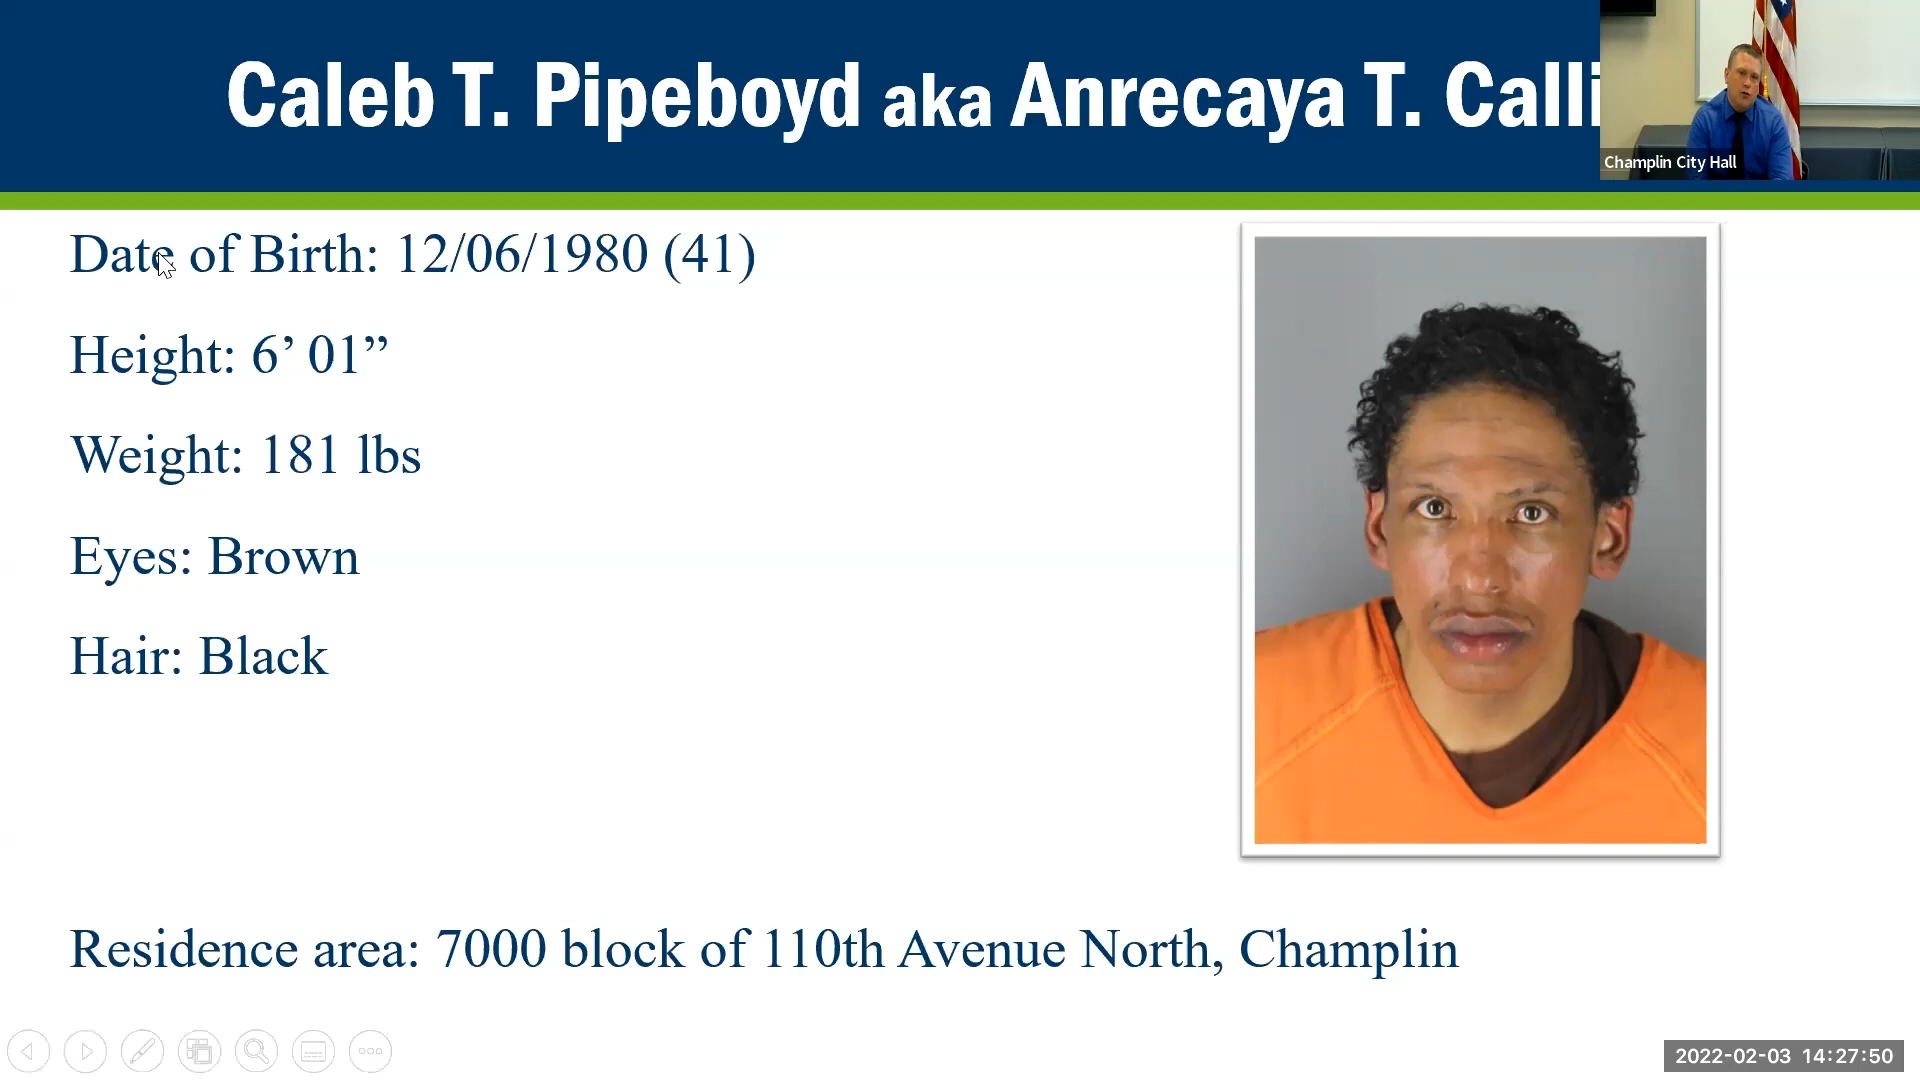 Caleb T. Pipeboyd aka Anrecaya T. Calli
Champlin City Hall
Date of Birth: 12/06/1980 (41)
Height: 6’ 01”
Weight: 181 lbs
Eyes: Brown
Hair: Black
Residence area: 7000 block of 110th Avenue North, Champlin
2022-02-03 14:27:50